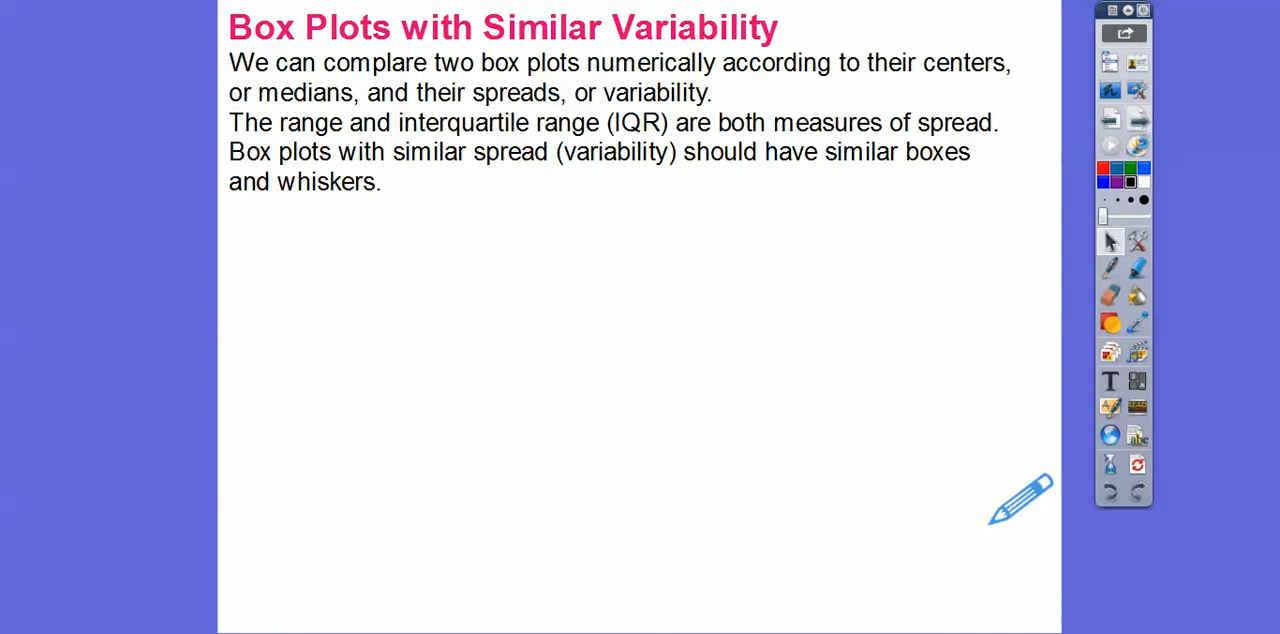 Box Plots with Similar Variability
We can complare two box plots numerically according to their centers,
or medians, and their spreads, or variability.
The range and interquartile range (IQR) are both measures of spread.
Box plots with similar spread (variability) should have similar boxes
and whiskers.